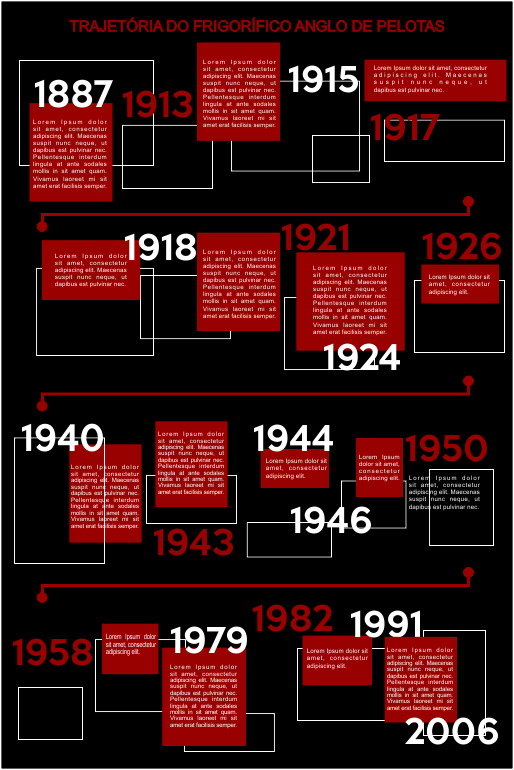 TRAJETÓRIA DO FRIGORÍFICO ANGLO DE PELOTAS
1887
Lorem Ipsum dolor
sit amet, consectetur
adipiscing elit. Maecenas
suspit nunc neque, ut
dapibus est pulvinar nec.
Pellentesque interdum
lingula at ante sodales
mollis in sit amet quam.
Vivamus laoreet mi sit
amet erat facilisis semper.
1913
Lorem Ipsum dolor
sit amet, consectetur
adipiscing elit. Maecenas
suspit nunc neque, ut
dapibus est pulvinar nec.
Pellentesque interdum
lingula at ante sodales
mollis in sit amet quam.
Vivamus laoreet mi sit
amet erat facilisis semper.
1915
Lorem Ipsum dolor sit amet, consectetur
adipiscing elit. Maecenas
suspit nunc neque, ut
dapibus est pulvinar nec.
1917
Lorem Ipsum dolor
sit amet, consectetur
adipiscing elit. Maecenas
suspit nunc neque, ut
dapibus est pulvinar nec.
1918
Lorem Ipsum dolor
sit amet, consectetur
adipiscing elit. Maecenas
suspit nunc neque, ut
dapibus est pulvinar nec.
Pellentesque interdum
lingula at ante sodales
mollis in sit amet quam.
Vivamus laoreet mi sit
amet erat facilisis semper.
1921
Lorem Ipsum dolor
sit amet, consectetur
adipiscing elit. Maecenas
suspit nunc neque, ut
dapibus est pulvinar nec.
Pellentesque interdum
lingula at ante sodales
mollis in sit amet quam.
Vivamus laoreet mi sit
amet erat facilisis semper.
1924
1926
Lorem Ipsum dolor sit
amet, consectetur
adipiscing elit.
1940
Lorem Ipsum dolor
sit amet, consectetur
adipiscing elit. Maecenas
suspit nunc neque, ut
dapibus est pulvinar nec.
Pellentesque interdum
lingula at ante sodales
mollis in sit amet quam.
Vivamus laoreet mi sit
amet erat facilisis semper.
Lorem Ipsum dolor
sit amet, consectetur
adipiscing elit. Maecenas
suspit nunc neque, ut
dapibus est pulvinar nec.
Pellentesque interdum
lingula at ante sodales
mollis in sit amet quam.
Vivamus laoreet mi sit
amet erat facilisis semper.
1943
1944
Lorem Ipsum dolor sit
amet, consectetur
adipiscing elit.
1946
Lorem Ipsum
dolor sit amet,
consectetur
adipiscing elit.
1950
Lorem Ipsum dolor
sit amet, consectetur
adipiscing elit. Maecenas
suspit nunc neque, ut
dapibus est pulvinar nec.
1958
Lorem Ipsum dolor
sit amet, consectetur
adipiscing elit.
1979
Lorem Ipsum dolor
sit amet, consectetur
adipiscing elit. Maecenas
suspit nunc neque, ut
dapibus est pulvinar nec.
Pellentesque interdum
lingula at ante sodales
mollis in sit amet quam.
Vivamus laoreet mi sit
amet erat facilisis semper.
1982
Lorem Ipsum dolor sit
amet, consectetur
adipiscing elit.
1991
Lorem Ipsum dolor
sit amet, consectetur
adipiscing elit. Maecenas
suspit nunc neque, ut
dapibus est pulvinar nec.
Pellentesque interdum
lingula at ante sodales
mollis in sit amet quam.
Vivamus laoreet mi sit
amet erat facilisis semper.
2006